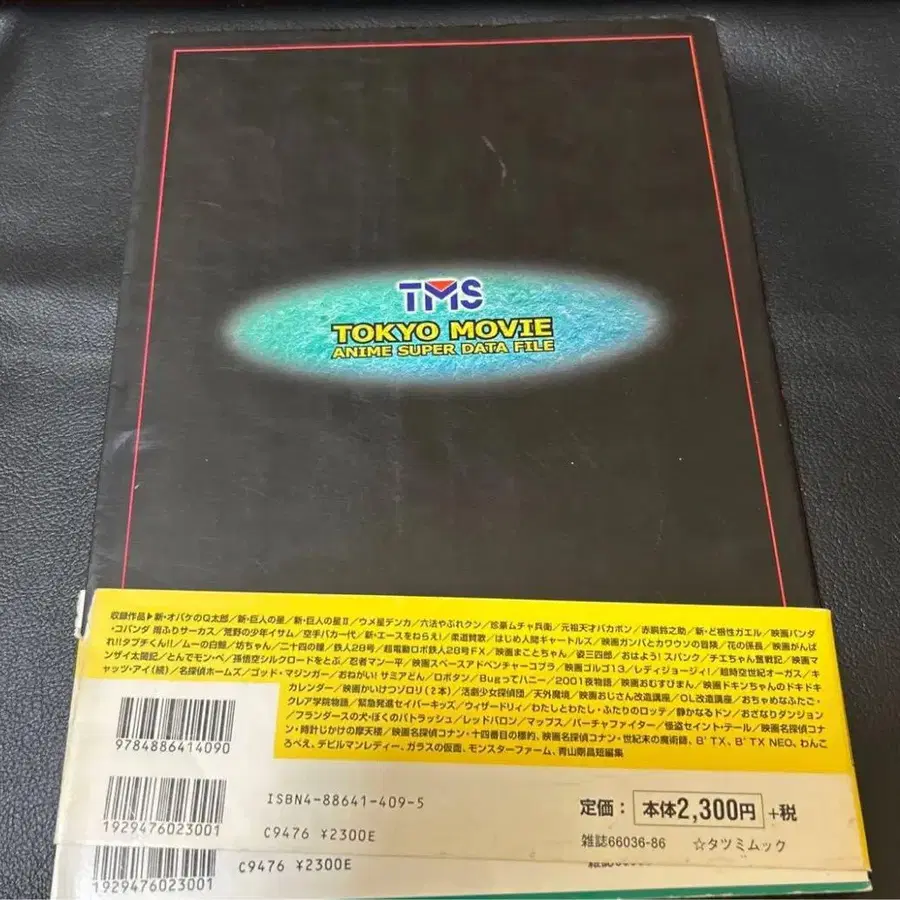 TMS
TOKYO MOVIE
ANIME SUPER DATA FILE
収録作品▶新・オバケのQ太郎/新・巨人の星/新・巨人の星II/ウメ星デンカ/六法やぶれクン/珍豪ムチャ兵衛/元祖天才バカボン/赤胴鈴之助/新・ど根性ガエル/映画パンダ
・コパンダ 雨ふりサーカス/荒野の少年イサム/空手バカ一代/新・エースをねらえ!/柔道讃歌/はじめ人間ギャートルズ/映画ガンバとカワウソの冒険/花の係長/映画がんば
れ!!タブチくん!!/ムーの白鯨/坊ちゃん/二十四の瞳/鉄人28号/超電動ロボ鉄人28号FX/映画まことちゃん/姿三四郎/おはよう!スパンク/チエちゃん奮戦記/映画マ
ンザイ太閤記/とんでモン・ペ/孫悟空シルクロードをとぶ/忍者マン一平/映画スペースアドベンチャーコブラ/映画ゴルゴ13/レディジョージィ!/超時空世紀オーガス/キ
ャッツ・アイ(続)/名探偵ホームズ/ゴッド・マジンガー/おねがい!サミアどん/ロボタン/Bugってハニー/2001夜物語/映画おむすびまん/映画ドキンちゃんのドキドキ
カレンダー/映画かいけつゾロリ(2本)/活劇少女探偵団/天外魔境/映画おじさん改造講座/OL改造講座/おちゃめなふたご・
クレア学院物語/緊急発進セイバーキッズ/ウィザードリィ/わたしとわたし・ふたりのロッテ/静かなるドン/おざなりダンジョン
/フランダースの犬・ぼくのパトラッシュ/レッドバロン/マップス/バーチャファイター/怪盗セイント・テール/映画名探偵コナ
ン・時計じかけの摩天楼/映画名探偵コナン・十四番目の標的、映画名探偵コナン・世紀末の魔術師、B'TX、B'TX NEO、わんこ
ろべえ、デビルマンレディー、ガラスの仮面、モンスターファーム、青山剛昌短編集
9784886414090
ISBN4-88641-409-5
1929476023001
C9476 ¥2300E
定価: 本体2,300円 +税
雑誌66036-86 ☆タツミムック
1929476023001
C9476 ¥2300E